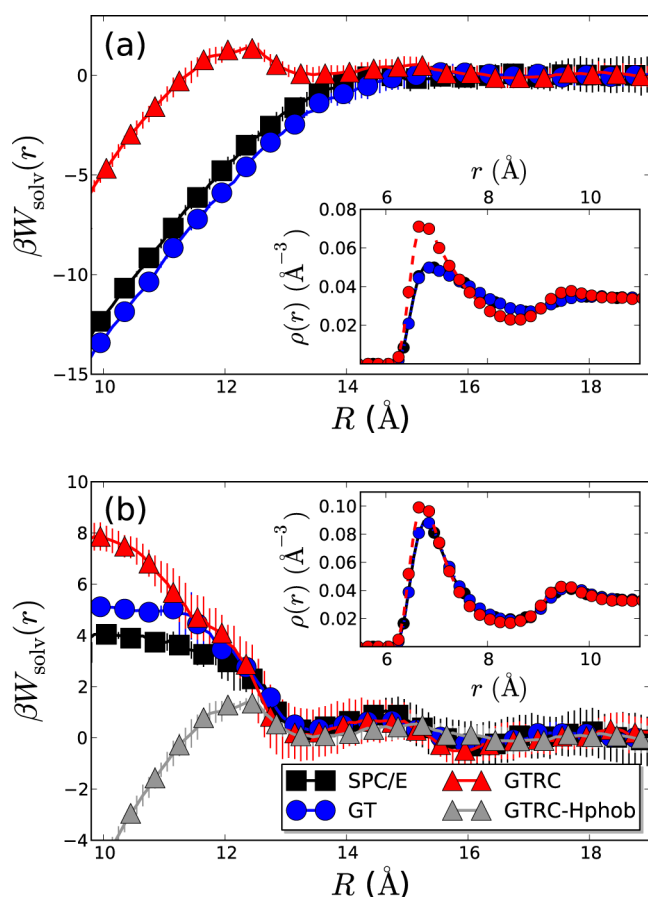 (a)
βW_solv(r)
0
−5
−10
−15
10 12 14 16 18
R (Å)
r (Å)
6 8 10
ρ(r) (Å⁻³)
0.08
0.06
0.04
0.02
(b)
βW_solv(r)
10
8
6
4
2
0
−2
−4
10 12 14 16 18
R (Å)
ρ(r) (Å⁻³)
0.10
0.08
0.06
0.04
0.02
6 8 10
r (Å)
SPC/E GTRC
GT GTRC-Hphob